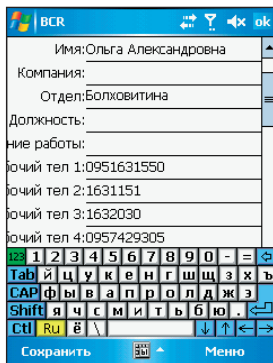 BCR ok
Имя:Ольга Александровна
Компания:
Отдел:Болховитина
Должность:
ние работы:
бочий тел 1:0951631550
бочий тел 2:1631151
бочий тел 3:1632030
бочий тел 4:0957429305
123 1 2 3 4 5 6 7 8 9 0 - =
Tab й ц у к е н г ш щ з х ъ
CAP ф ы в а п р о л д ж э
Shift я ч с м и т ь б ю .
Ctl Ru ё \
Сохранить Меню